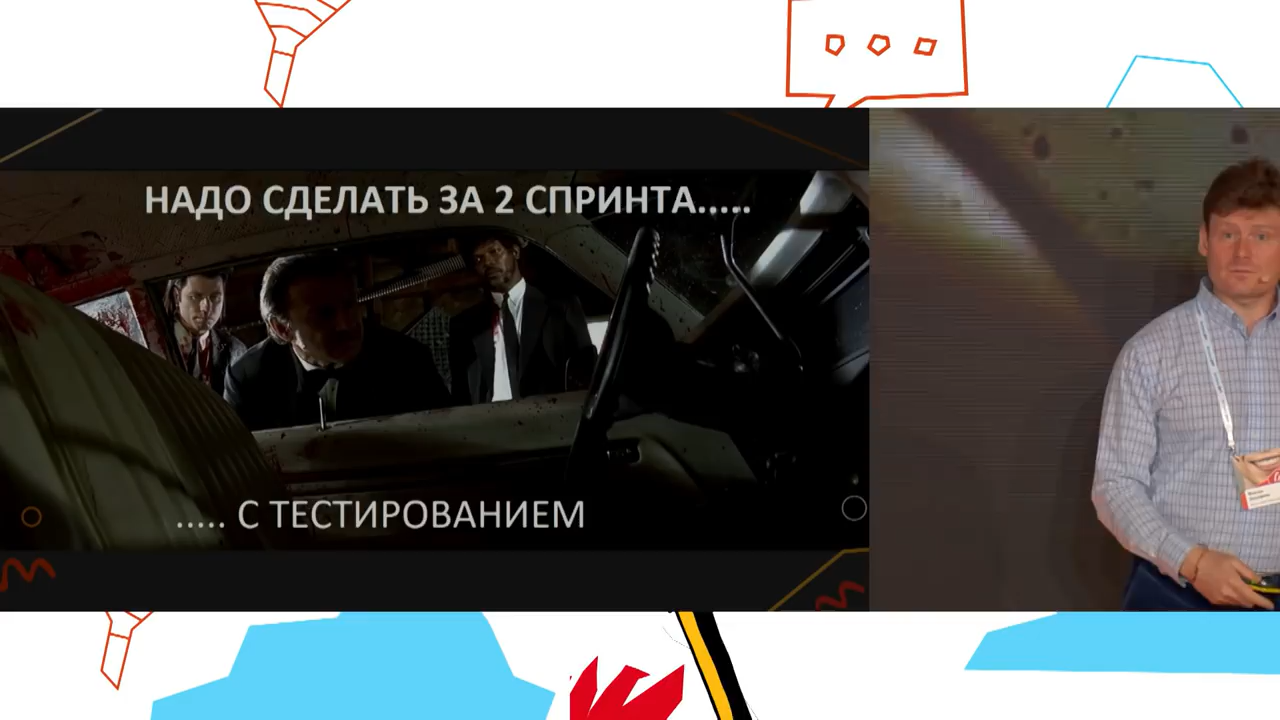 НАДО СДЕЛАТЬ ЗА 2 СПРИНТА.....
..... С ТЕСТИРОВАНИЕМ